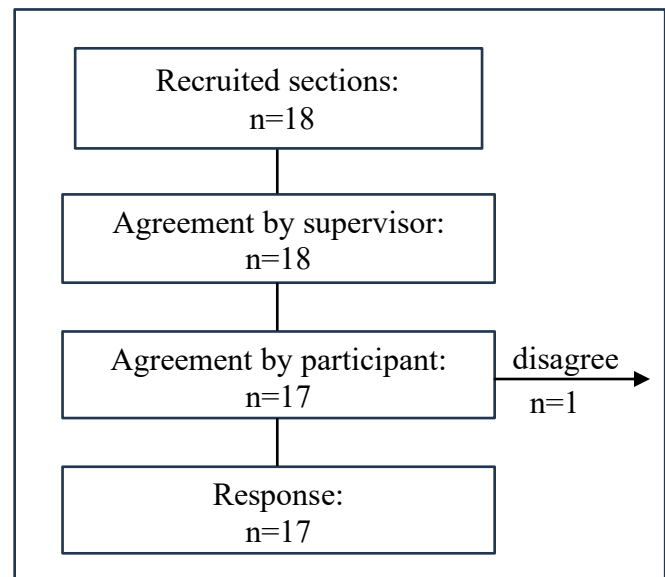 Recruited sections:
n=18
Agreement by supervisor:
n=18
Agreement by participant:
n=17
disagree
n=1
Response:
n=17